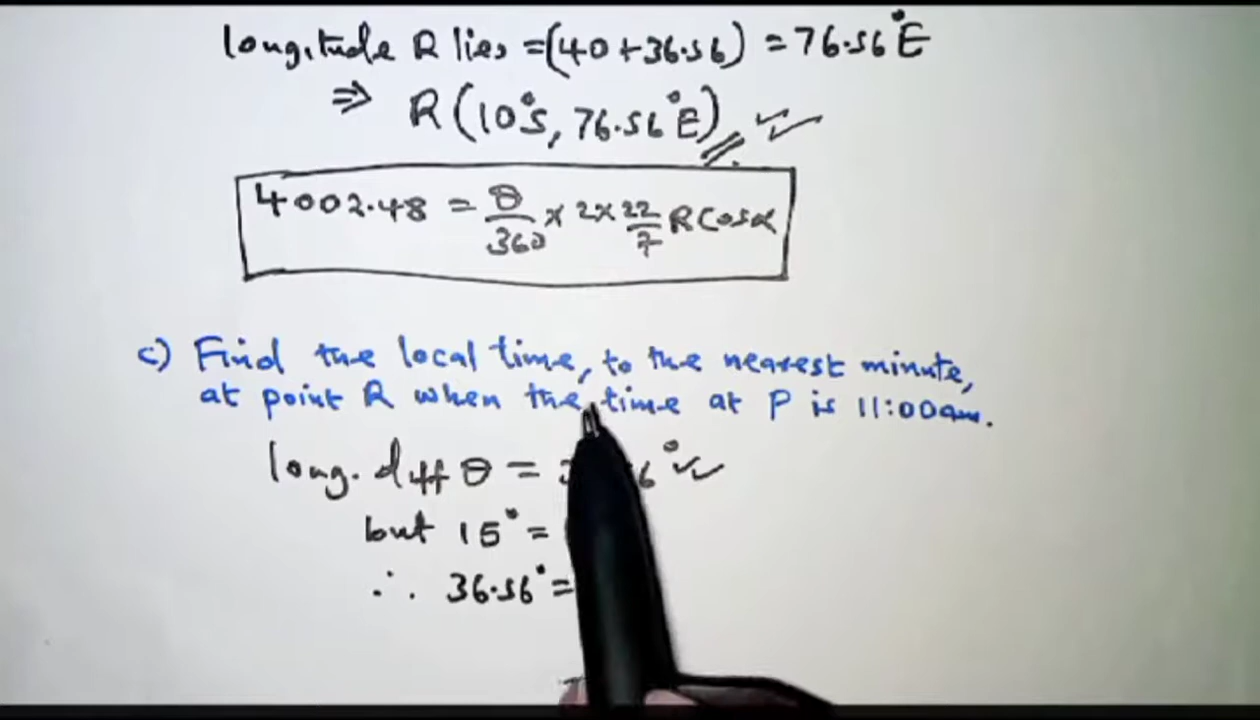 longitude R lies = (40+36.56) = 76.56°E
⇒ R(10°S, 76.56°E)
4002.48 = θ/360 × 2 × 22/7 R Cosα
c) Find the local time, to the nearest minute,
at point R when the time at P is 11:00am.
long. diff θ =
but 15° =
∴ 36.56° =